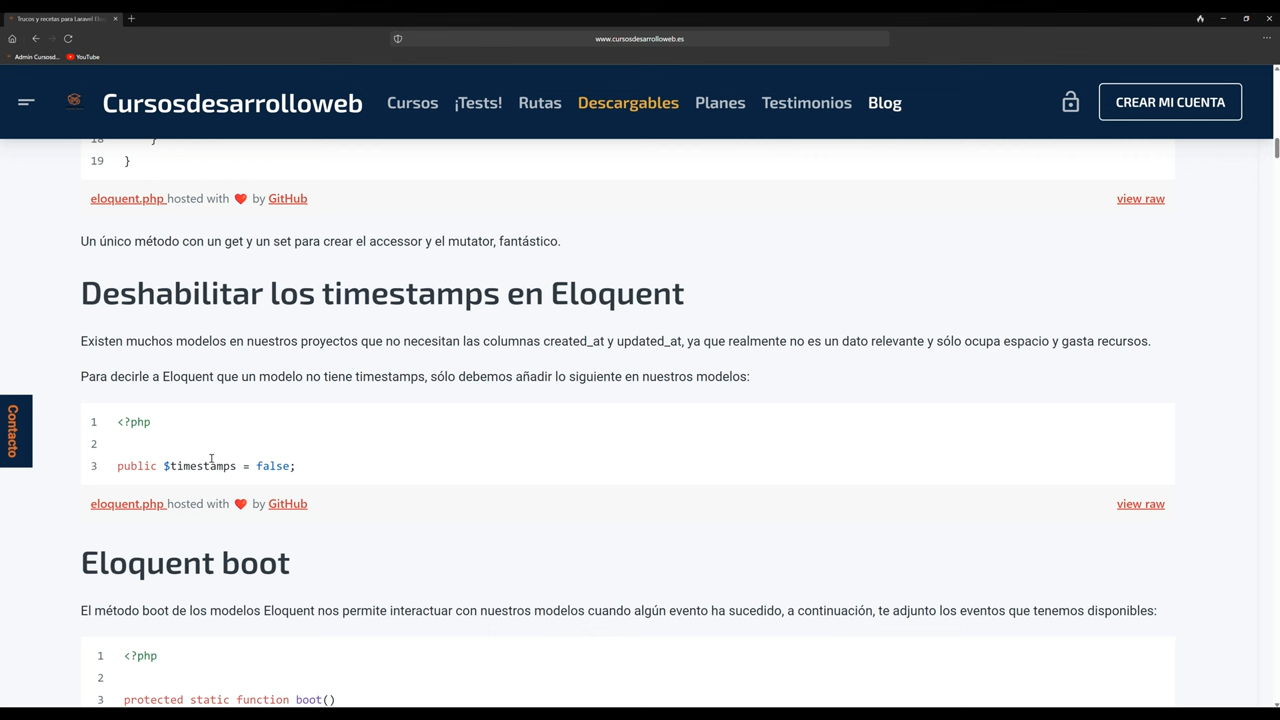 Trucos y recetas para Laravel Elo
www.cursosdesarrolloweb.es
Admin Cursosd... YouTube
Cursosdesarrolloweb Cursos ¡Tests! Rutas Descargables Planes Testimonios Blog CREAR MI CUENTA
18 }
19 }
eloquent.php hosted with ❤ by GitHub view raw
Un único método con un get y un set para crear el accessor y el mutator, fantástico.
Deshabilitar los timestamps en Eloquent
Existen muchos modelos en nuestros proyectos que no necesitan las columnas created_at y updated_at, ya que realmente no es un dato relevante y sólo ocupa espacio y gasta recursos.
Para decirle a Eloquent que un modelo no tiene timestamps, sólo debemos añadir lo siguiente en nuestros modelos:
Contacto
1 <?php
2
3 public $timestamps = false;
eloquent.php hosted with ❤ by GitHub view raw
Eloquent boot
El método boot de los modelos Eloquent nos permite interactuar con nuestros modelos cuando algún evento ha sucedido, a continuación, te adjunto los eventos que tenemos disponibles:
1 <?php
2
3 protected static function boot()